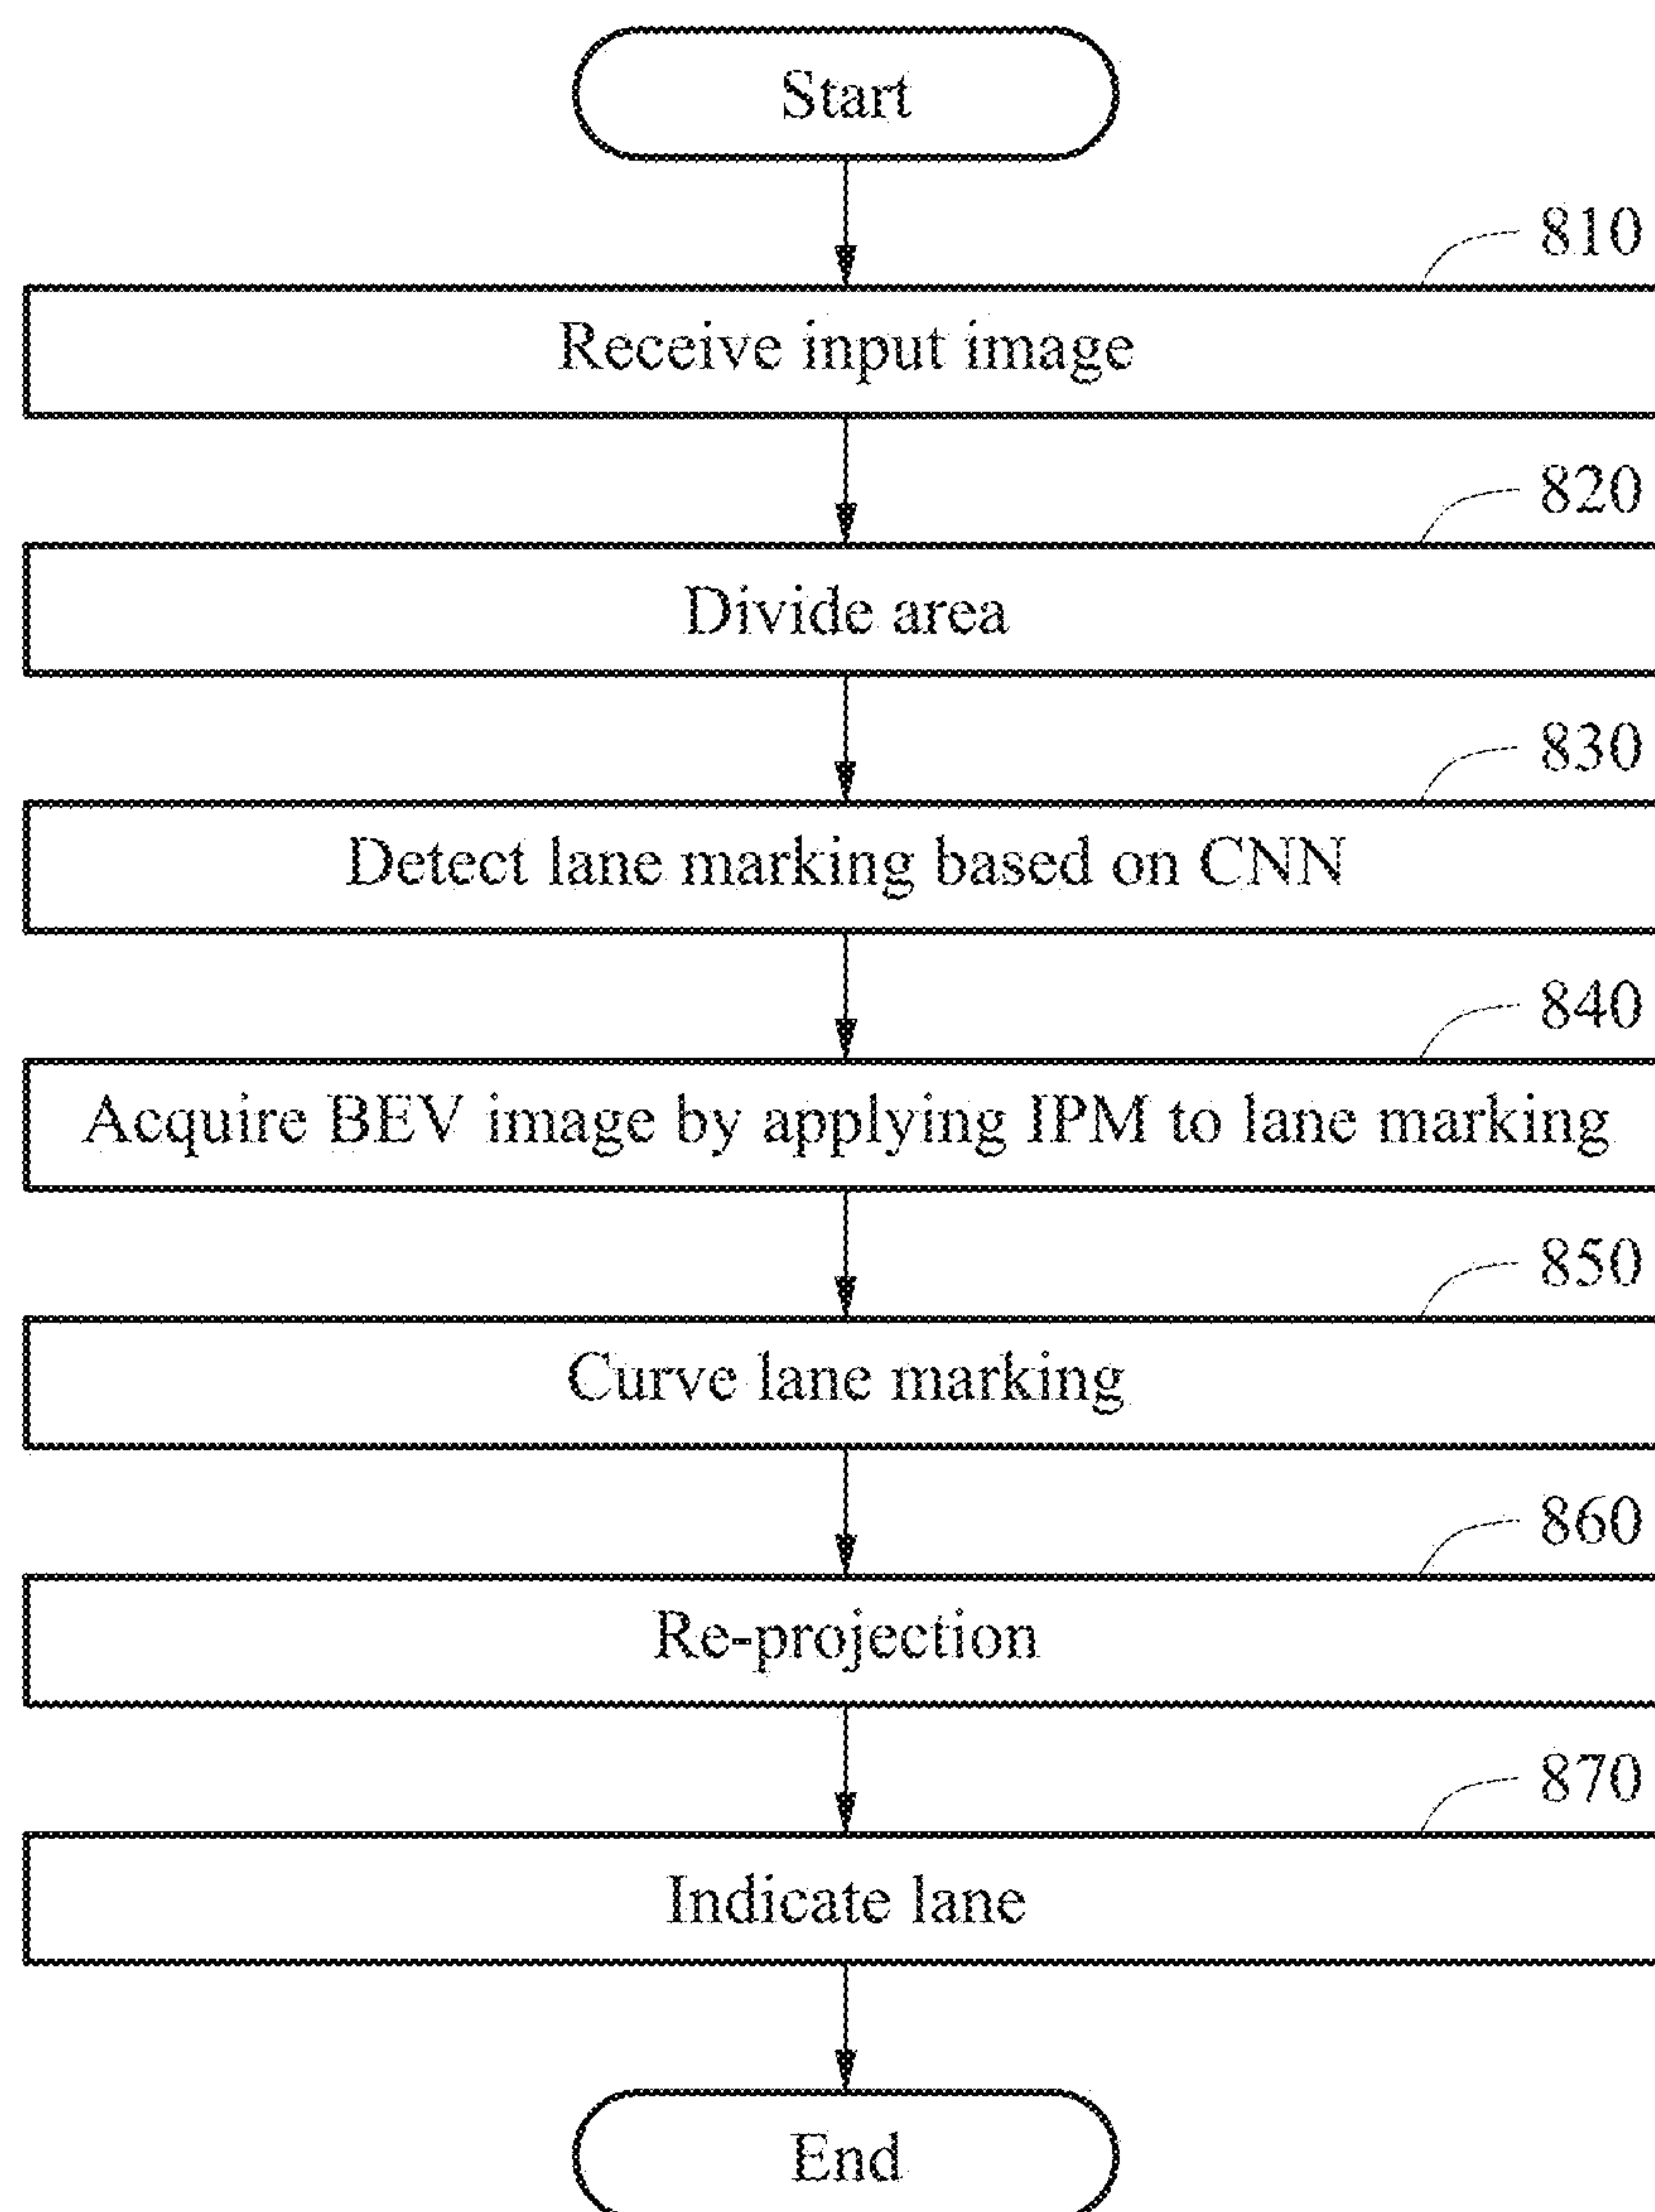 Start
810
Receive input image
820
Divide area
830
Detect lane marking based on CNN
840
Acquire BEV image by applying IPM to lane marking
850
Curve lane marking
860
Re-projection
870
Indicate lane
End